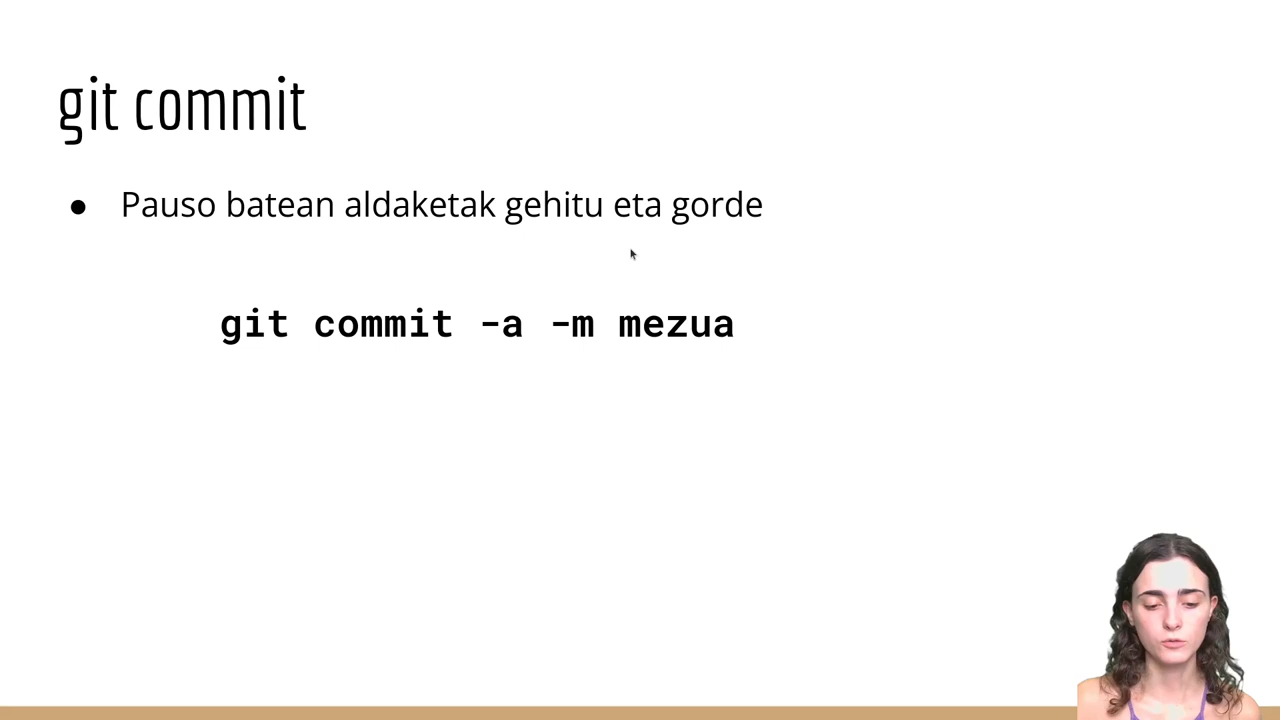 git commit
● Pauso batean aldaketak gehitu eta gorde
git commit -a -m mezua